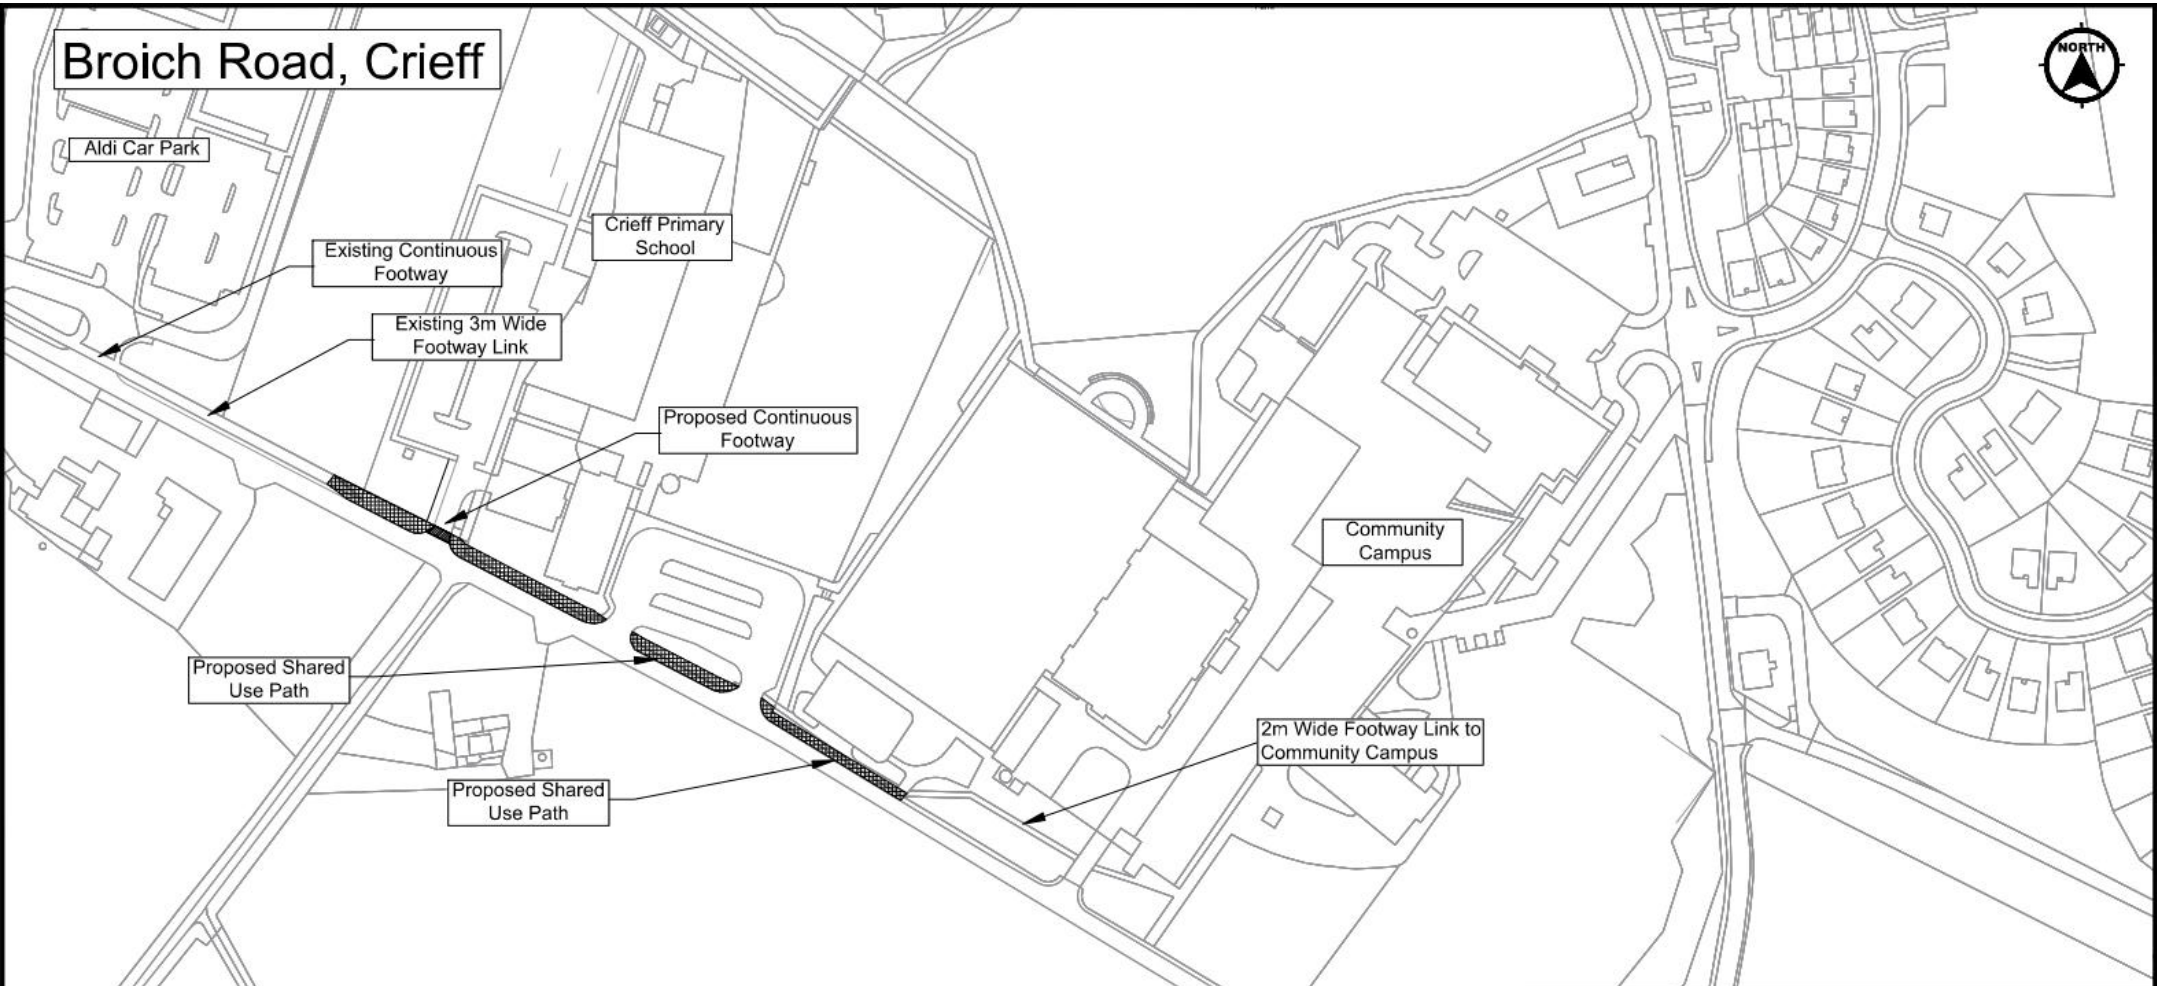 Broich Road, Crieff
NORTH
Aldi Car Park
Crieff Primary
School
Existing Continuous
Footway
Existing 3m Wide
Footway Link
Proposed Continuous
Footway
Community
Campus
Proposed Shared
Use Path
2m Wide Footway Link to
Community Campus
Proposed Shared
Use Path